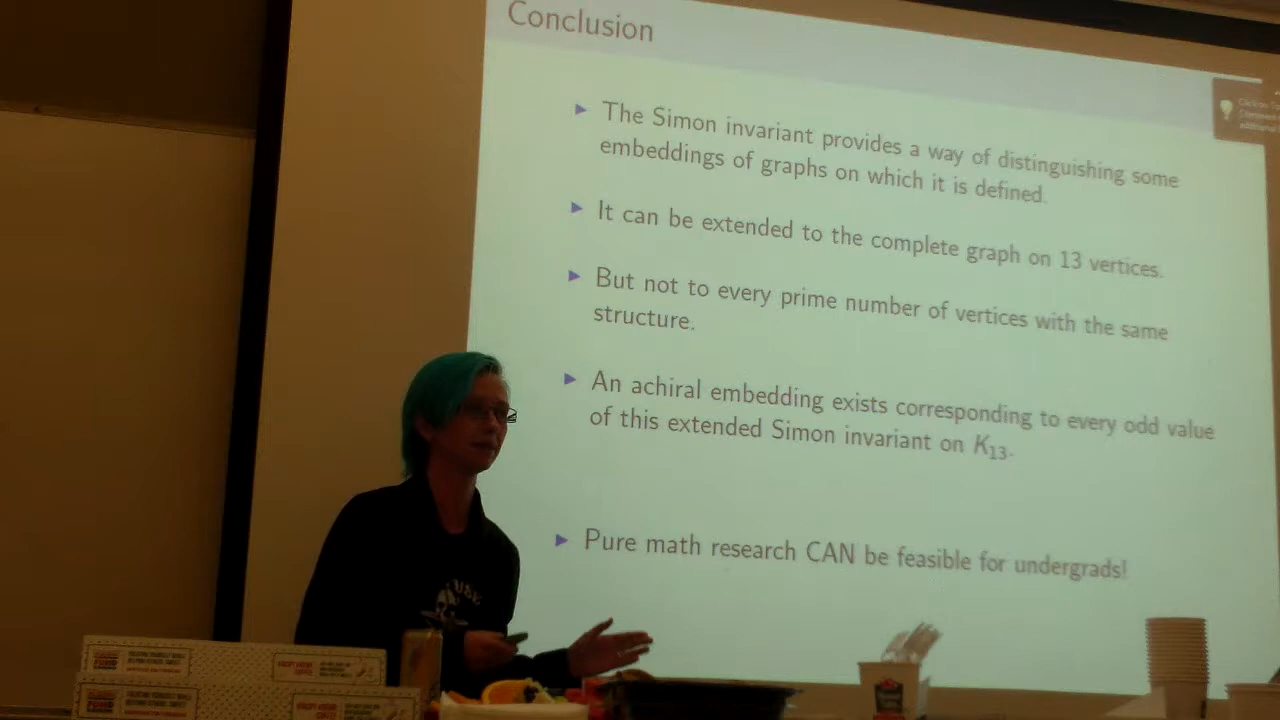 Conclusion
▶ The Simon invariant provides a way of distinguishing some
embeddings of graphs on which it is defined.
▶ It can be extended to the complete graph on 13 vertices.
▶ But not to every prime number of vertices with the same
structure.
▶ An achiral embedding exists corresponding to every odd value
of this extended Simon invariant on K₁₃.
▶ Pure math research CAN be feasible for undergrads!